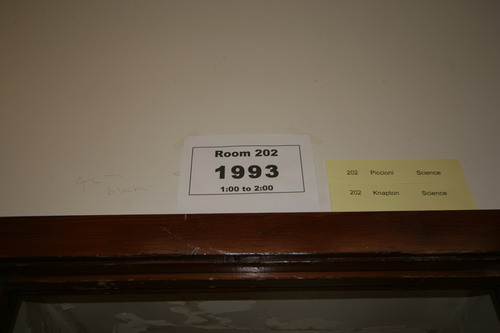 Room 202
1993
1:00 to 2:00
202 Piccioni Science
202 Knapton Science